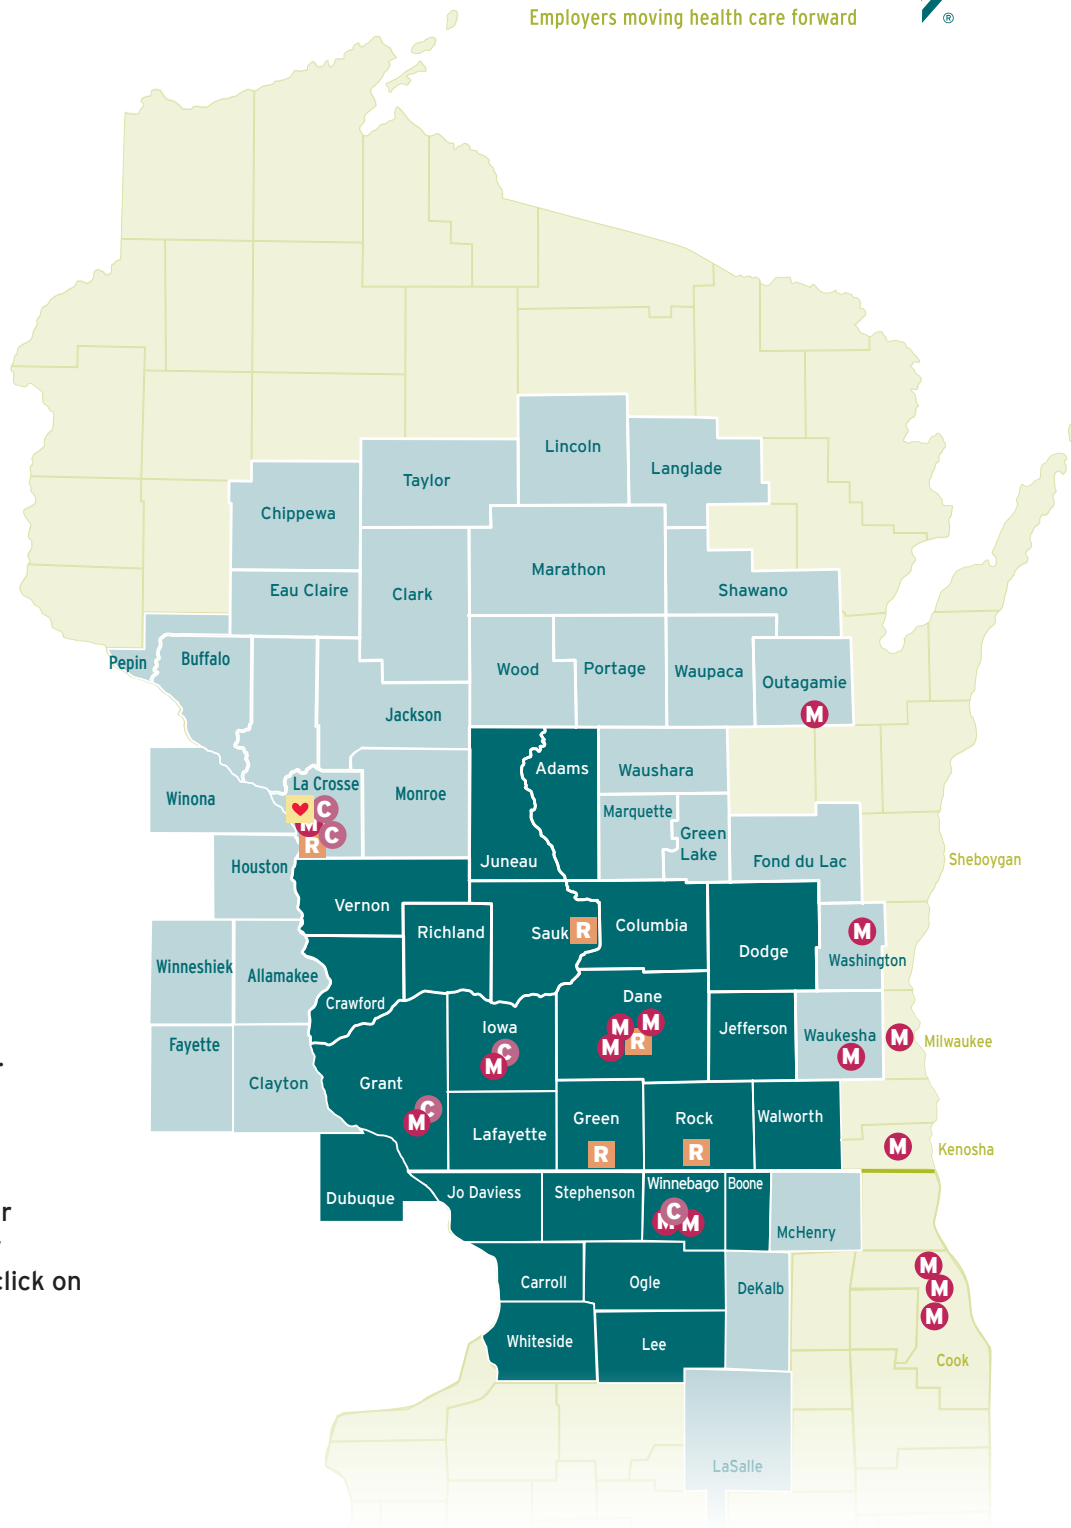 Employers moving health care forward
®
Lincoln
Langlade
Taylor
Chippewa
Marathon
Eau Claire
Clark
Shawano
Pepin
Buffalo
Wood
Portage
Waupaca
Outagamie
M
Jackson
Adams
Waushara
La Crosse
Winona
Monroe
C
M
C
R
Marquette
Green
Lake
Juneau
Fond du Lac
Sheboygan
Houston
Vernon
Richland
Sauk
R
Columbia
M
Dodge
Washington
Winneshiek
Allamakee
Crawford
Dane
M
M
M
R
Iowa
C
M
Jefferson
Waukesha
M
M
Milwaukee
Fayette
Clayton
Grant
C
M
Lafayette
Green
R
Rock
R
Walworth
M
Kenosha
Dubuque
Jo Daviess
Stephenson
Winnebago
C
M
M
Boone
McHenry
r
click on
Carroll
Ogle
DeKalb
M
M
M
Whiteside
Lee
Cook
LaSalle